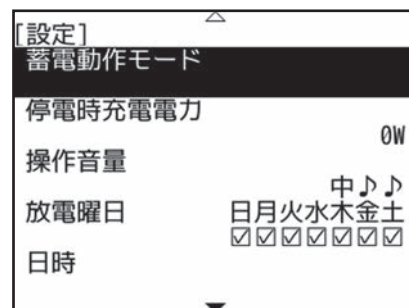 [設定]
蓄電動作モード
停電時充電電力
0W
操作音量
中♪♪
放電曜日 日月火水木金土
☑☑☑☑☑☑☑
日時